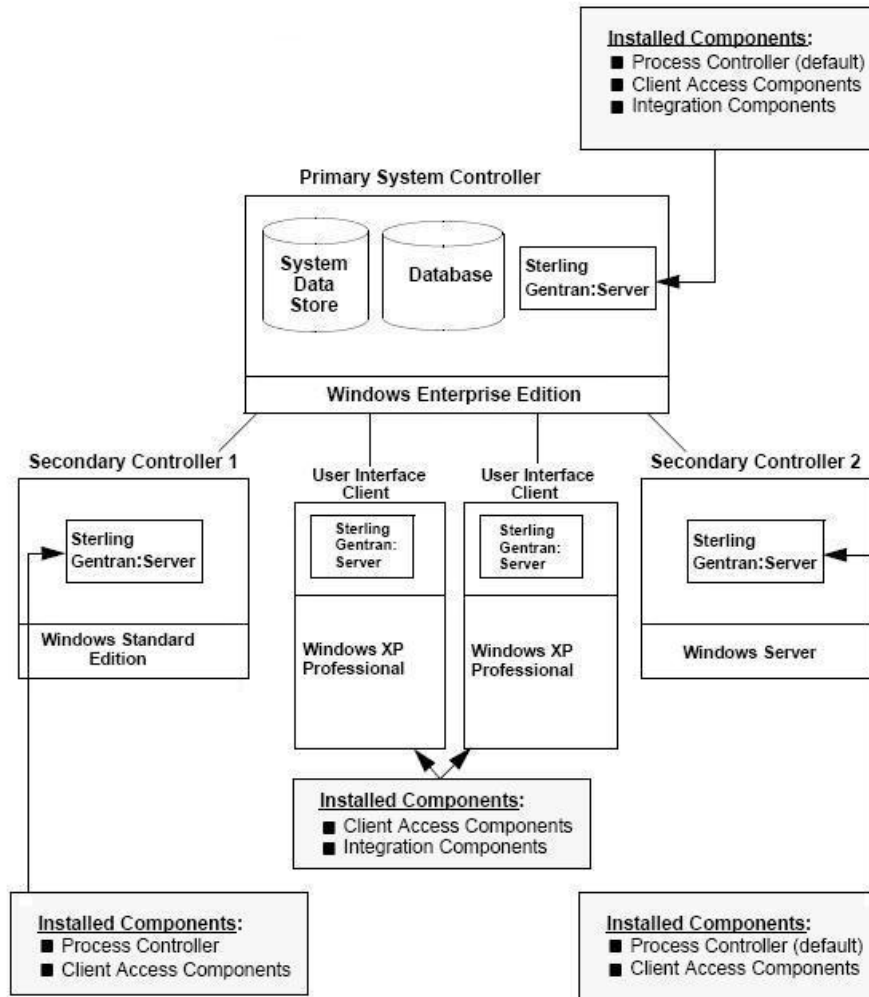 Installed Components:
■ Process Controller (default)
■ Client Access Components
■ Integration Components
Primary System Controller
System
Data
Store
Database
Sterling
Gentran:Server
Windows Enterprise Edition
Secondary Controller 1
Sterling
Gentran:Server
Windows Standard
Edition
User Interface
Client
Sterling
Gentran:
Server
Windows XP
Professional
User Interface
Client
Sterling
Gentran:
Server
Windows XP
Professional
Secondary Controller 2
Sterling
Gentran:Server
Windows Server
Installed Components:
■ Client Access Components
■ Integration Components
Installed Components:
■ Process Controller
■ Client Access Components
Installed Components:
■ Process Controller (default)
■ Client Access Components